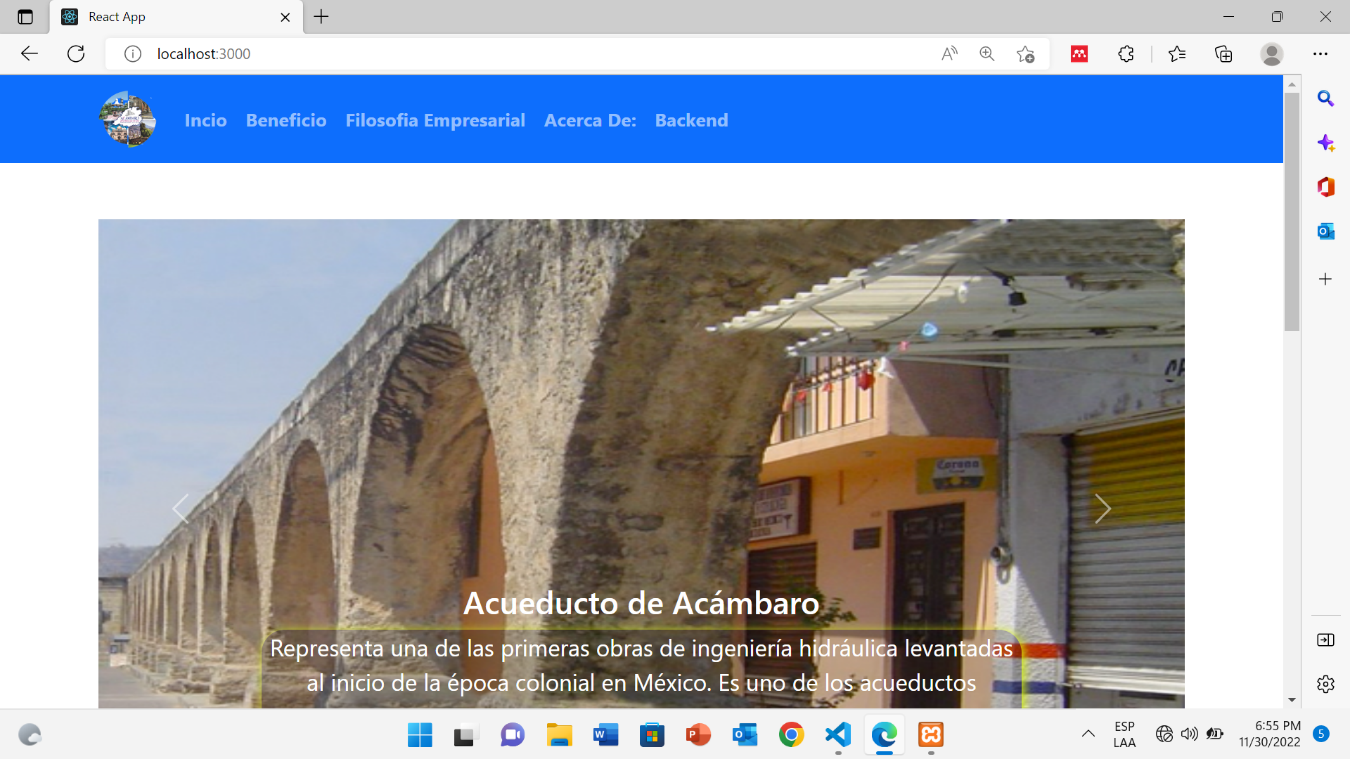 React App
localhost:3000
Incio Beneficio Filosofia Empresarial Acerca De: Backend
Corona
Acueducto de Acámbaro
Representa una de las primeras obras de ingeniería hidráulica levantadas
al inicio de la época colonial en México. Es uno de los acueductos
ESP
LAA
6:55 PM
11/30/2022
5